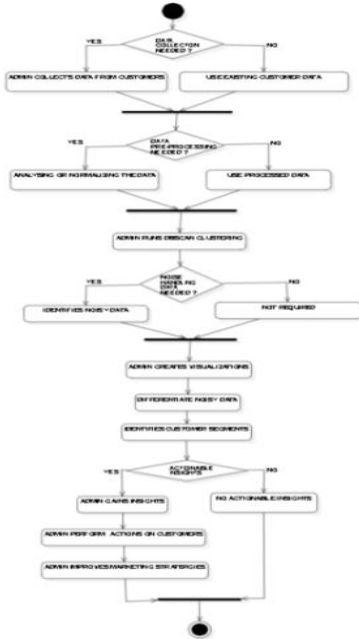 DATA
COLLECTION
NEEDED ?
YES
NO
ADMIN COLLECTS DATA FROM CUSTOMERS
USE EXISTING CUSTOMER DATA
DATA
PRE-PROCESSING
NEEDED ?
YES
NO
ANALYSING OR NORMALIZING THE DATA
USE PROCESSED DATA
ADMIN RUNS DBSCAN CLUSTERING
NOISE
HANDLING
DATA
NEEDED ?
YES
NO
IDENTIFIES NOISY DATA
NOT REQUIRED
ADMIN CREATES VISUALIZATIONS
DIFFERENTIATE NOISY DATA
IDENTIFIES CUSTOMER SEGMENTS
ACTIONABLE
INSIGHTS
YES
NO
ADMIN GAINS INSIGHTS
NO ACTIONABLE INSIGHTS
ADMIN PERFORM ACTIONS ON CUSTOMERS
ADMIN IMPROVES MARKETING STRATEGIES